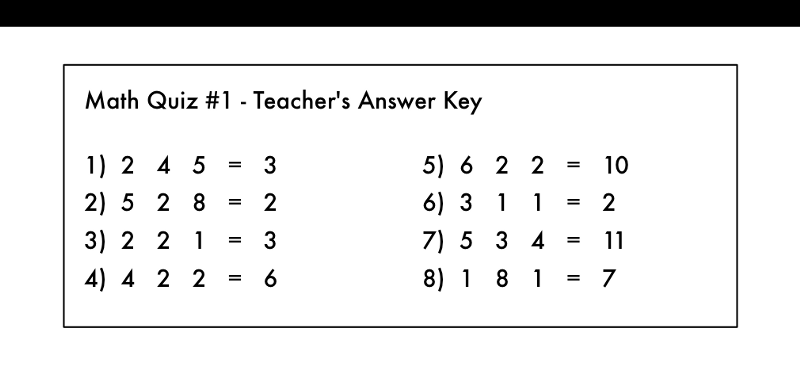 Math Quiz #1 - Teacher's Answer Key
1) 2 4 5 = 3
2) 5 2 8 = 2
3) 2 2 1 = 3
4) 4 2 2 = 6
5) 6 2 2 = 10
6) 3 1 1 = 2
7) 5 3 4 = 11
8) 1 8 1 = 7